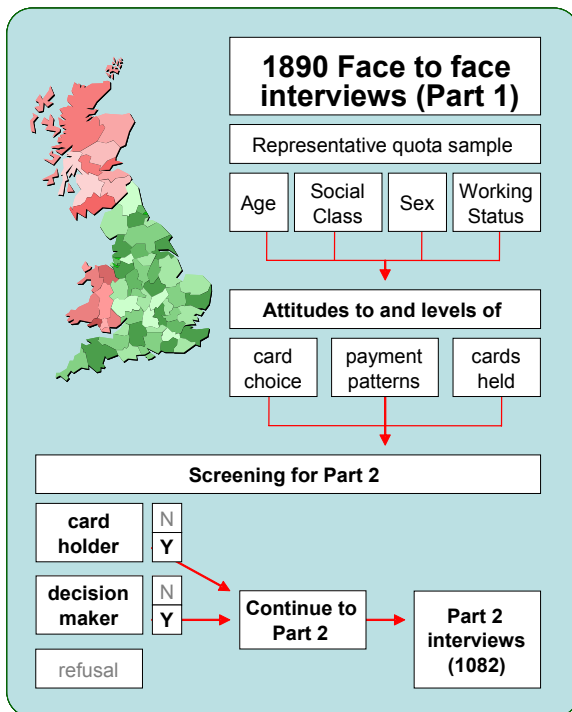 1890 Face to face
interviews (Part 1)
Representative quota sample
Age
Social
Class
Sex
Working
Status
Attitudes to and levels of
card
choice
payment
patterns
cards
held
Screening for Part 2
card
holder
N
Y
decision
maker
N
Y
Continue to
Part 2
Part 2
interviews
(1082)
refusal